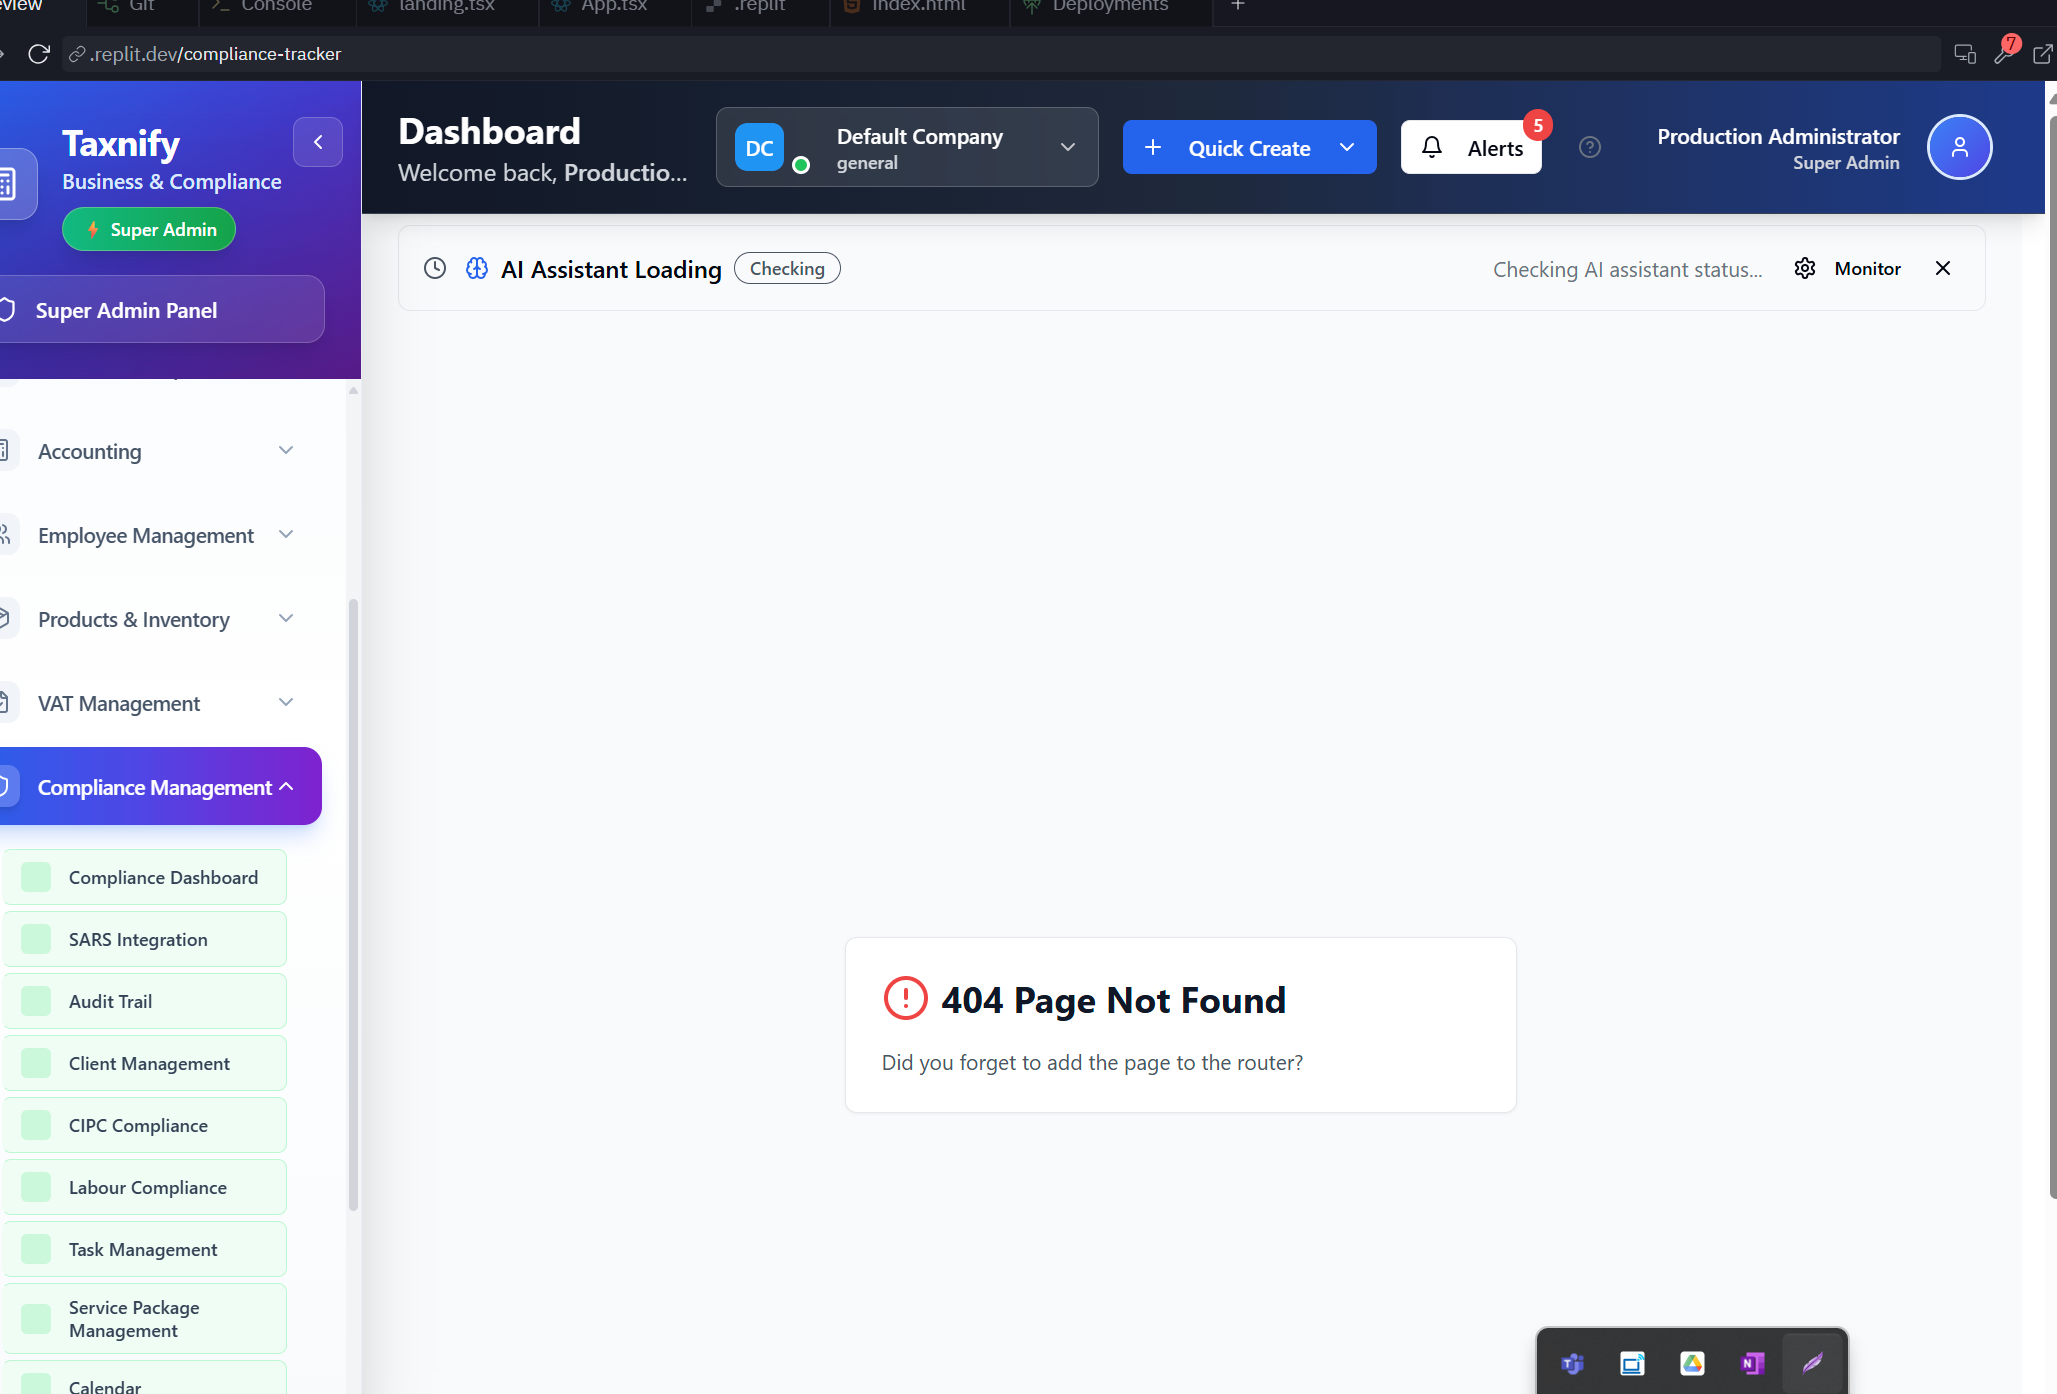 Git
Console
landing.tsx
App.tsx
.replit
index.html
Deployments
.replit.dev/compliance-tracker
7
Taxnify
Business & Compliance
Super Admin
Super Admin Panel
Dashboard
Welcome back, Productio...
DC
Default Company
general
Quick Create
Alerts
5
Production Administrator
Super Admin
AI Assistant Loading
Checking
Checking AI assistant status...
Monitor
Accounting
Employee Management
Products & Inventory
VAT Management
Compliance Management
Compliance Dashboard
SARS Integration
Audit Trail
Client Management
CIPC Compliance
Labour Compliance
Task Management
Service Package
Management
Calendar
404 Page Not Found
Did you forget to add the page to the router?